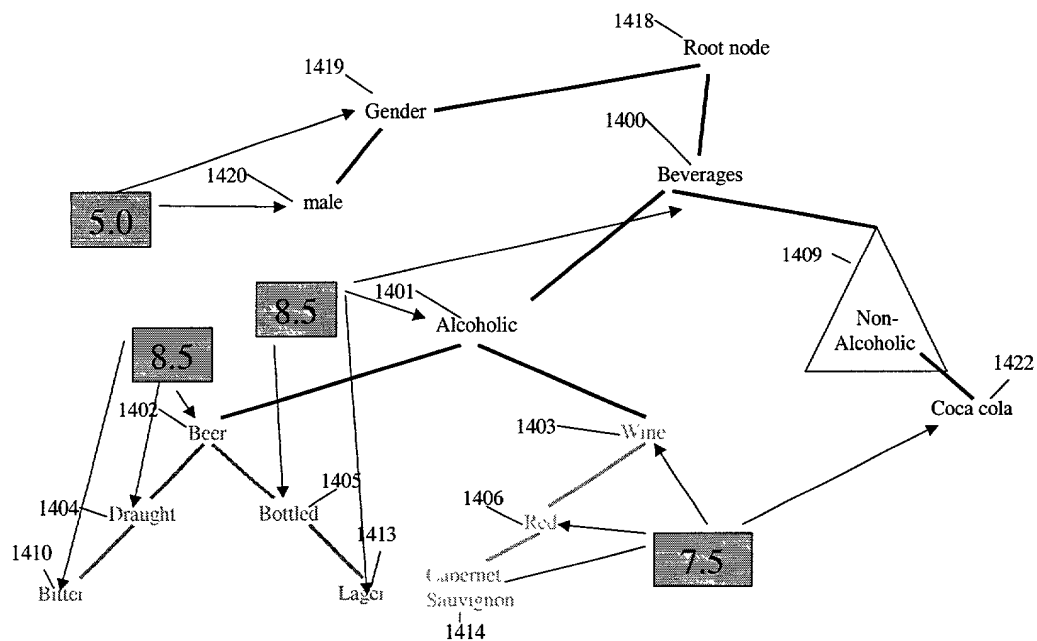 1418
Root node
1419
Gender
1400
Beverages
1420
male
5.0
1409
8.5
1401
Alcoholic
Non-
Alcoholic
8.5
1422
1402
Coca cola
Beer
1403
Wine
1404
Draught
Bottled
1405
1406
Red
1413
7.5
1410
Bitter
Lager
Cabernet
Sauvignon
1414